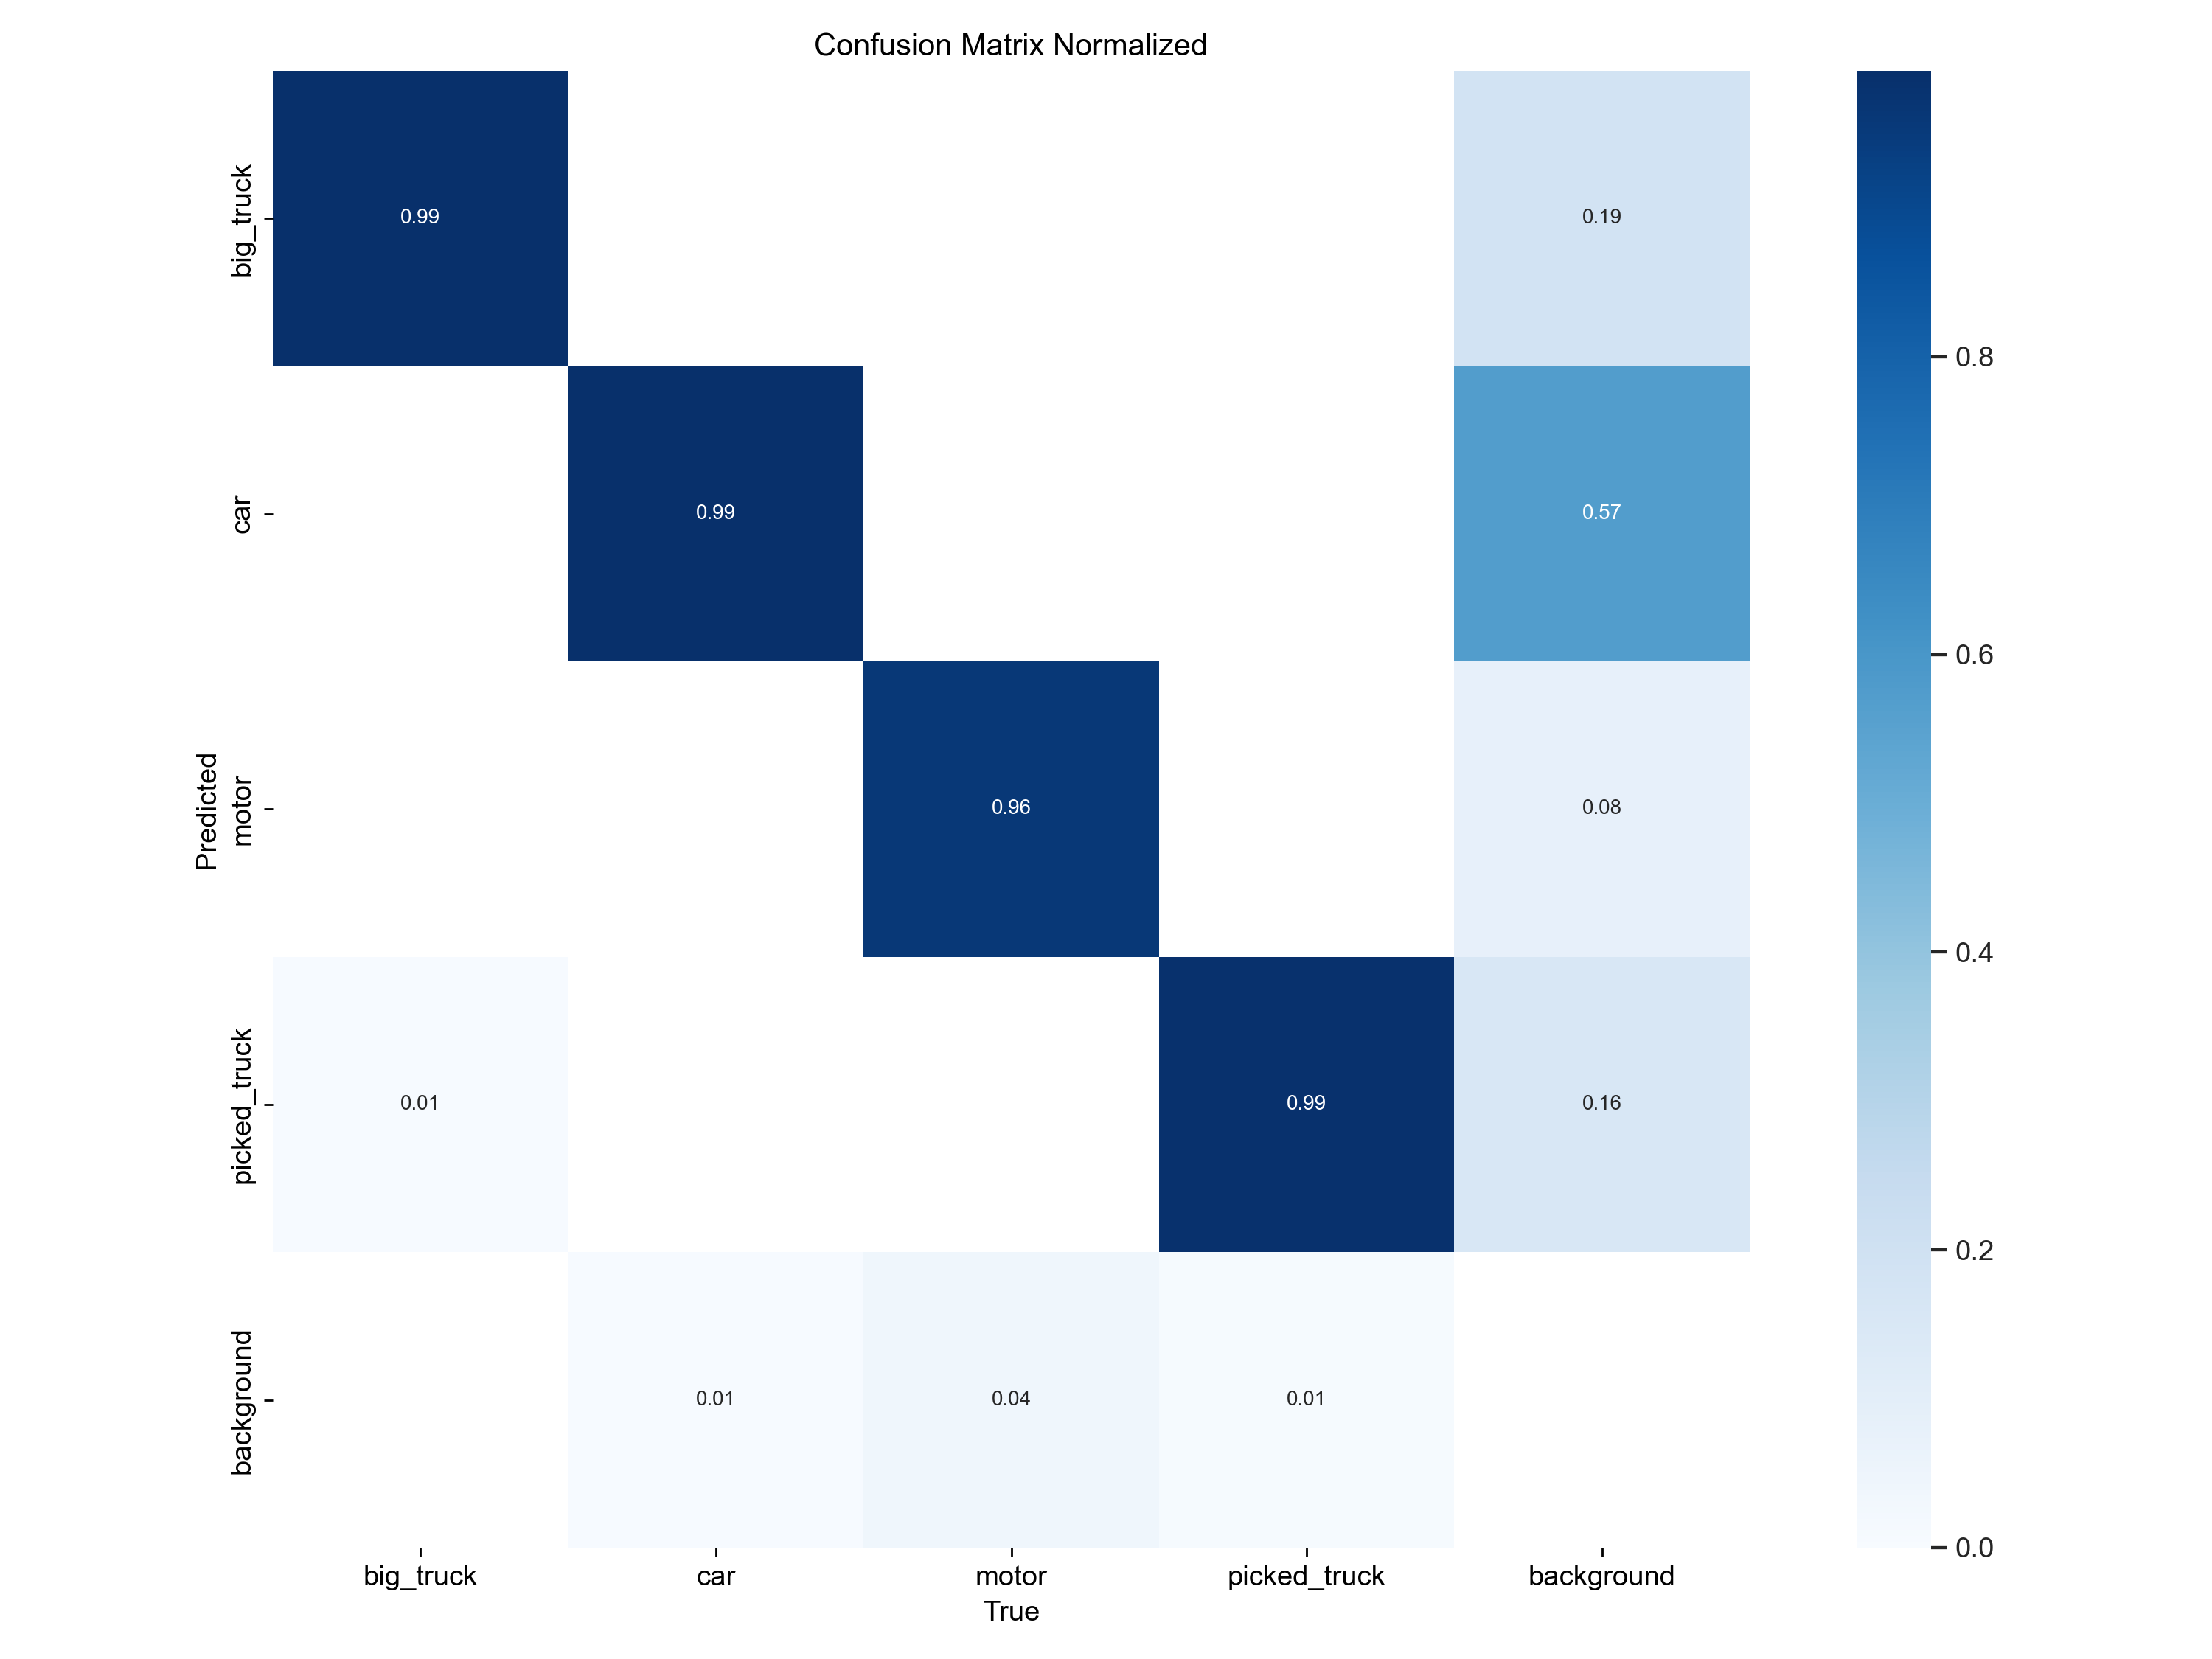 Confusion Matrix Normalized
Predicted
big_truck
0.99
0.19
car
0.99
0.57
motor
0.96
0.08
picked_truck
0.01
0.99
0.16
background
0.01
0.04
0.01
big_truck
car
motor
picked_truck
background
True
0.8
0.6
0.4
0.2
0.0